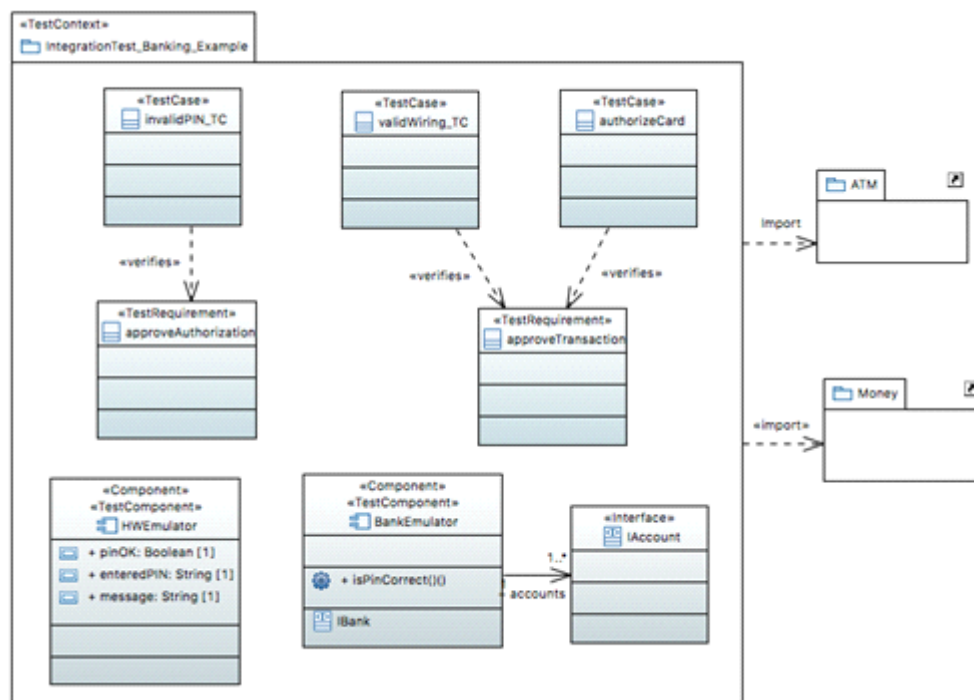 «TestContext»
IntegrationTest_Banking_Example
«TestCase»
invalidPIN_TC
«TestCase»
validWiring_TC
«TestCase»
authorizeCard
ATM
Import
«verifies»
«verifies»
«verifies»
«TestRequirement»
approveAuthorization
«TestRequirement»
approveTransaction
Money
«import»
«Component»
«TestComponent»
HWEmulator
+ pinOK: Boolean [1]
+ enteredPIN: String [1]
+ message: String [1]
«Component»
«TestComponent»
BankEmulator
+ isPinCorrect()()
IBank
1..*
accounts
«Interface»
IAccount